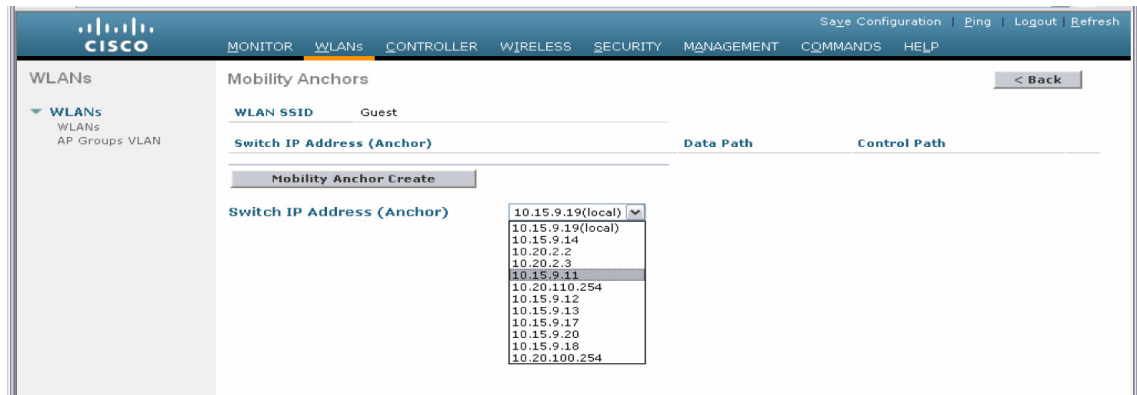 Save Configuration | Ping | Logout | Refresh
CISCO
MONITOR WLANs CONTROLLER WIRELESS SECURITY MANAGEMENT COMMANDS HELP
WLANs
Mobility Anchors
< Back
WLANs
WLANs
AP Groups VLAN
WLAN SSID Guest
Switch IP Address (Anchor) Data Path Control Path
Mobility Anchor Create
Switch IP Address (Anchor) 10.15.9.19(local)
10.15.9.19(local)
10.15.9.14
10.20.2.2
10.20.2.3
10.15.9.11
10.20.110.254
10.15.9.12
10.15.9.13
10.15.9.17
10.15.9.20
10.15.9.18
10.20.100.254